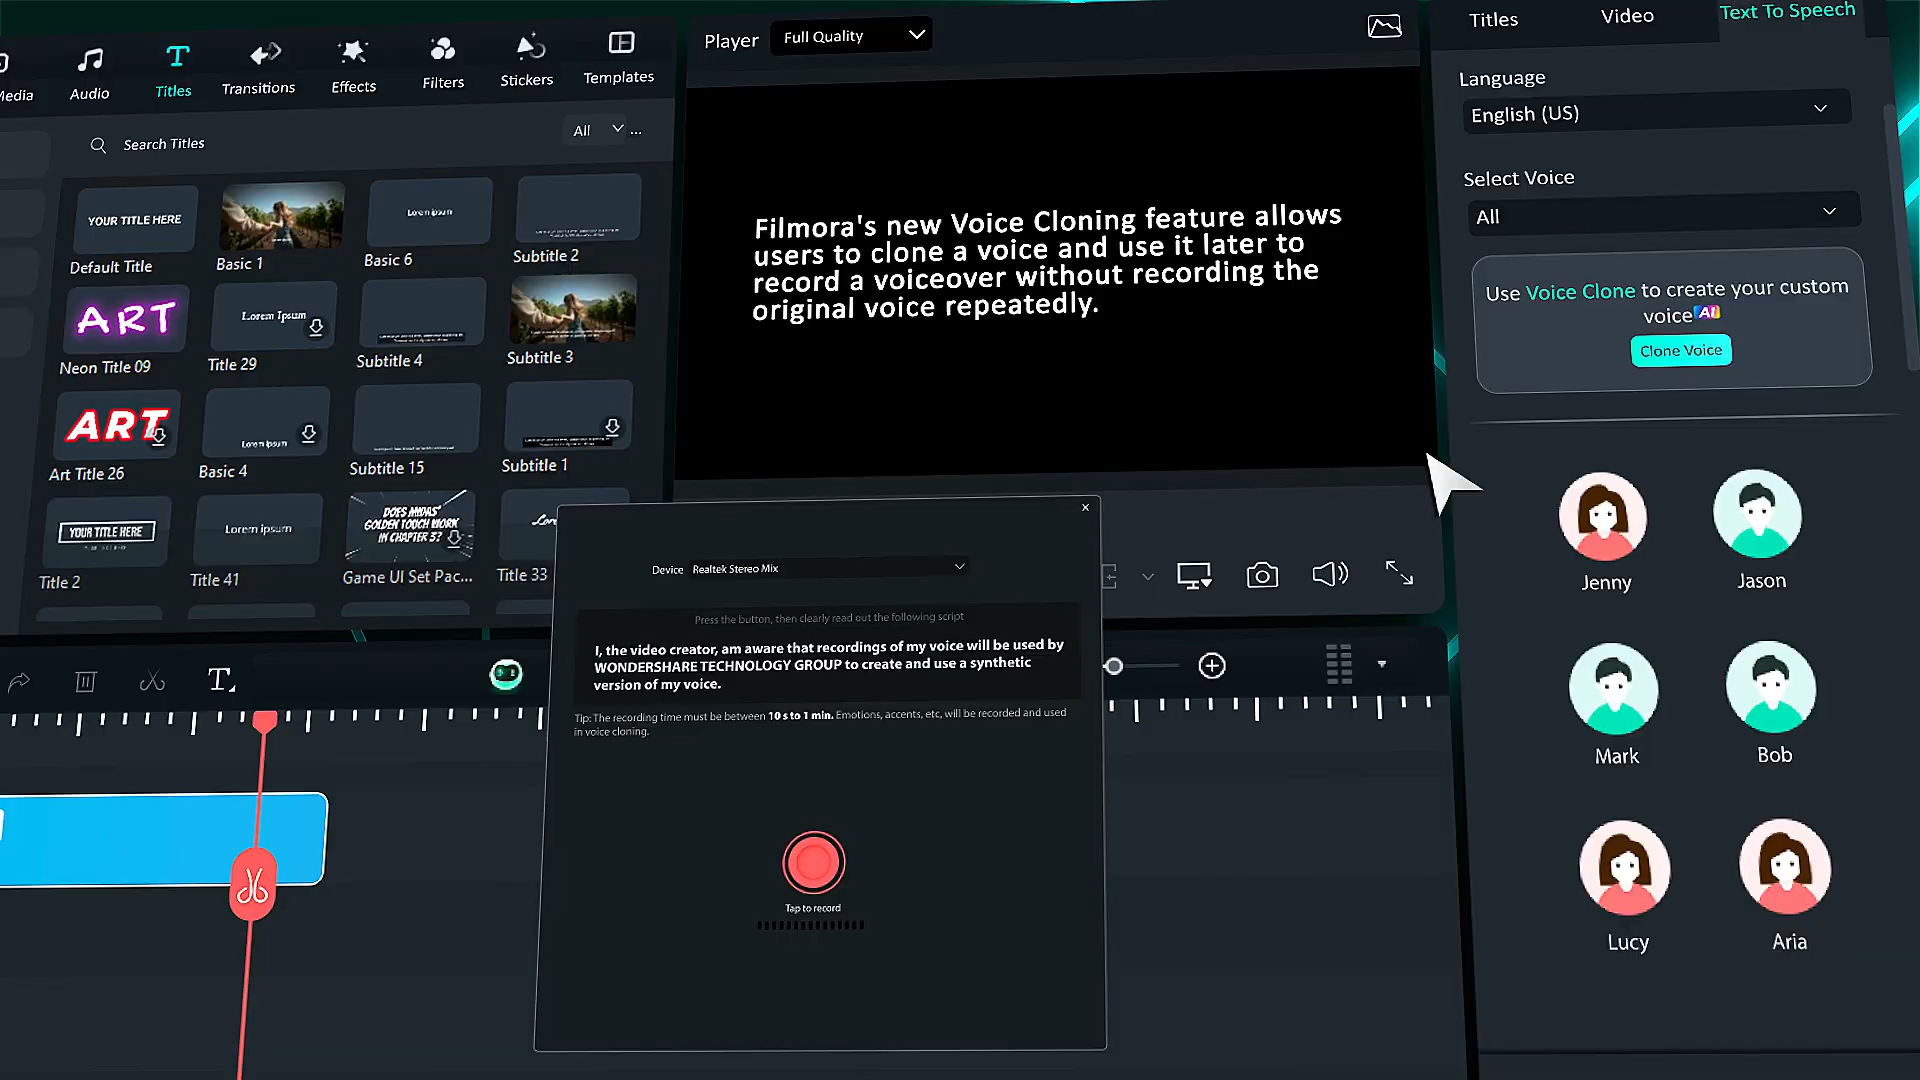 Media
Audio
Titles
Transitions
Effects
Filters
Stickers
Templates
Search Titles
All
...
YOUR TITLE HERE
Default Title
Basic 1
Lorem ipsum
Basic 6
Subtitle 2
ART
Neon Title 09
Lorem Ipsum
Title 29
Subtitle 4
Subtitle 3
ART
Art Title 26
Lorem ipsum
Basic 4
Subtitle 15
Subtitle 1
YOUR TITLE HERE
Title 2
Lorem ipsum
Title 41
DOES MYDAS'
GOLDEN TOUCH WORK
IN CHAPTER 3?
Game UI Set Pac...
Title 33
Player
Full Quality
Filmora's new Voice Cloning feature allows
users to clone a voice and use it later to
record a voiceover without recording the
original voice repeatedly.
Titles
Video
Text To Speech
Language
English (US)
Select Voice
All
Use Voice Clone to create your custom
voice AI
Clone Voice
Jenny
Jason
Mark
Bob
Lucy
Aria
Device
Realtek Stereo Mix
Press the button, then clearly read out the following script
I, the video creator, am aware that recordings of my voice will be used by
WONDERSHARE TECHNOLOGY GROUP to create and use a synthetic
version of my voice.
Tip: The recording time must be between 10 s to 1 min. Emotions, accents, etc, will be recorded and used
in voice cloning.
Tap to record